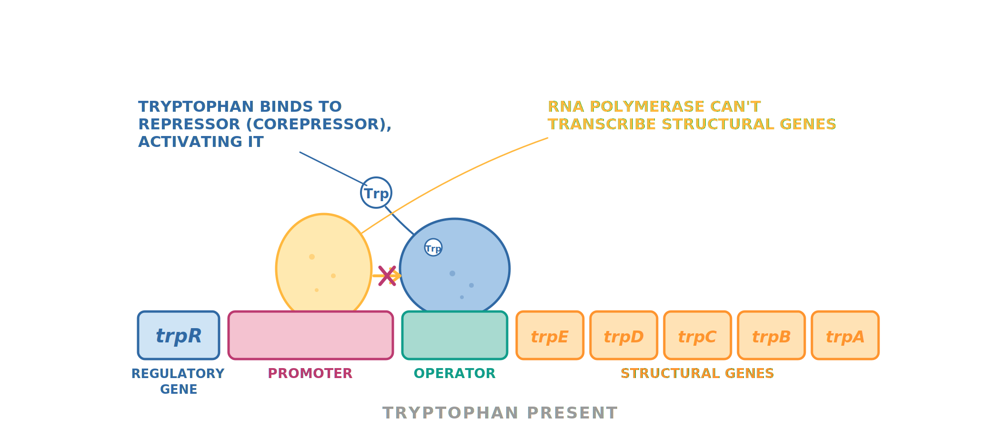 TRYPTOPHAN BINDS TO
REPRESSOR (COREPRESSOR),
ACTIVATING IT
RNA POLYMERASE CAN'T
TRANSCRIBE STRUCTURAL GENES
Trp
Trp
trpR
trpE
trpD
trpC
trpB
trpA
REGULATORY
GENE
PROMOTER
OPERATOR
STRUCTURAL GENES
TRYPTOPHAN PRESENT